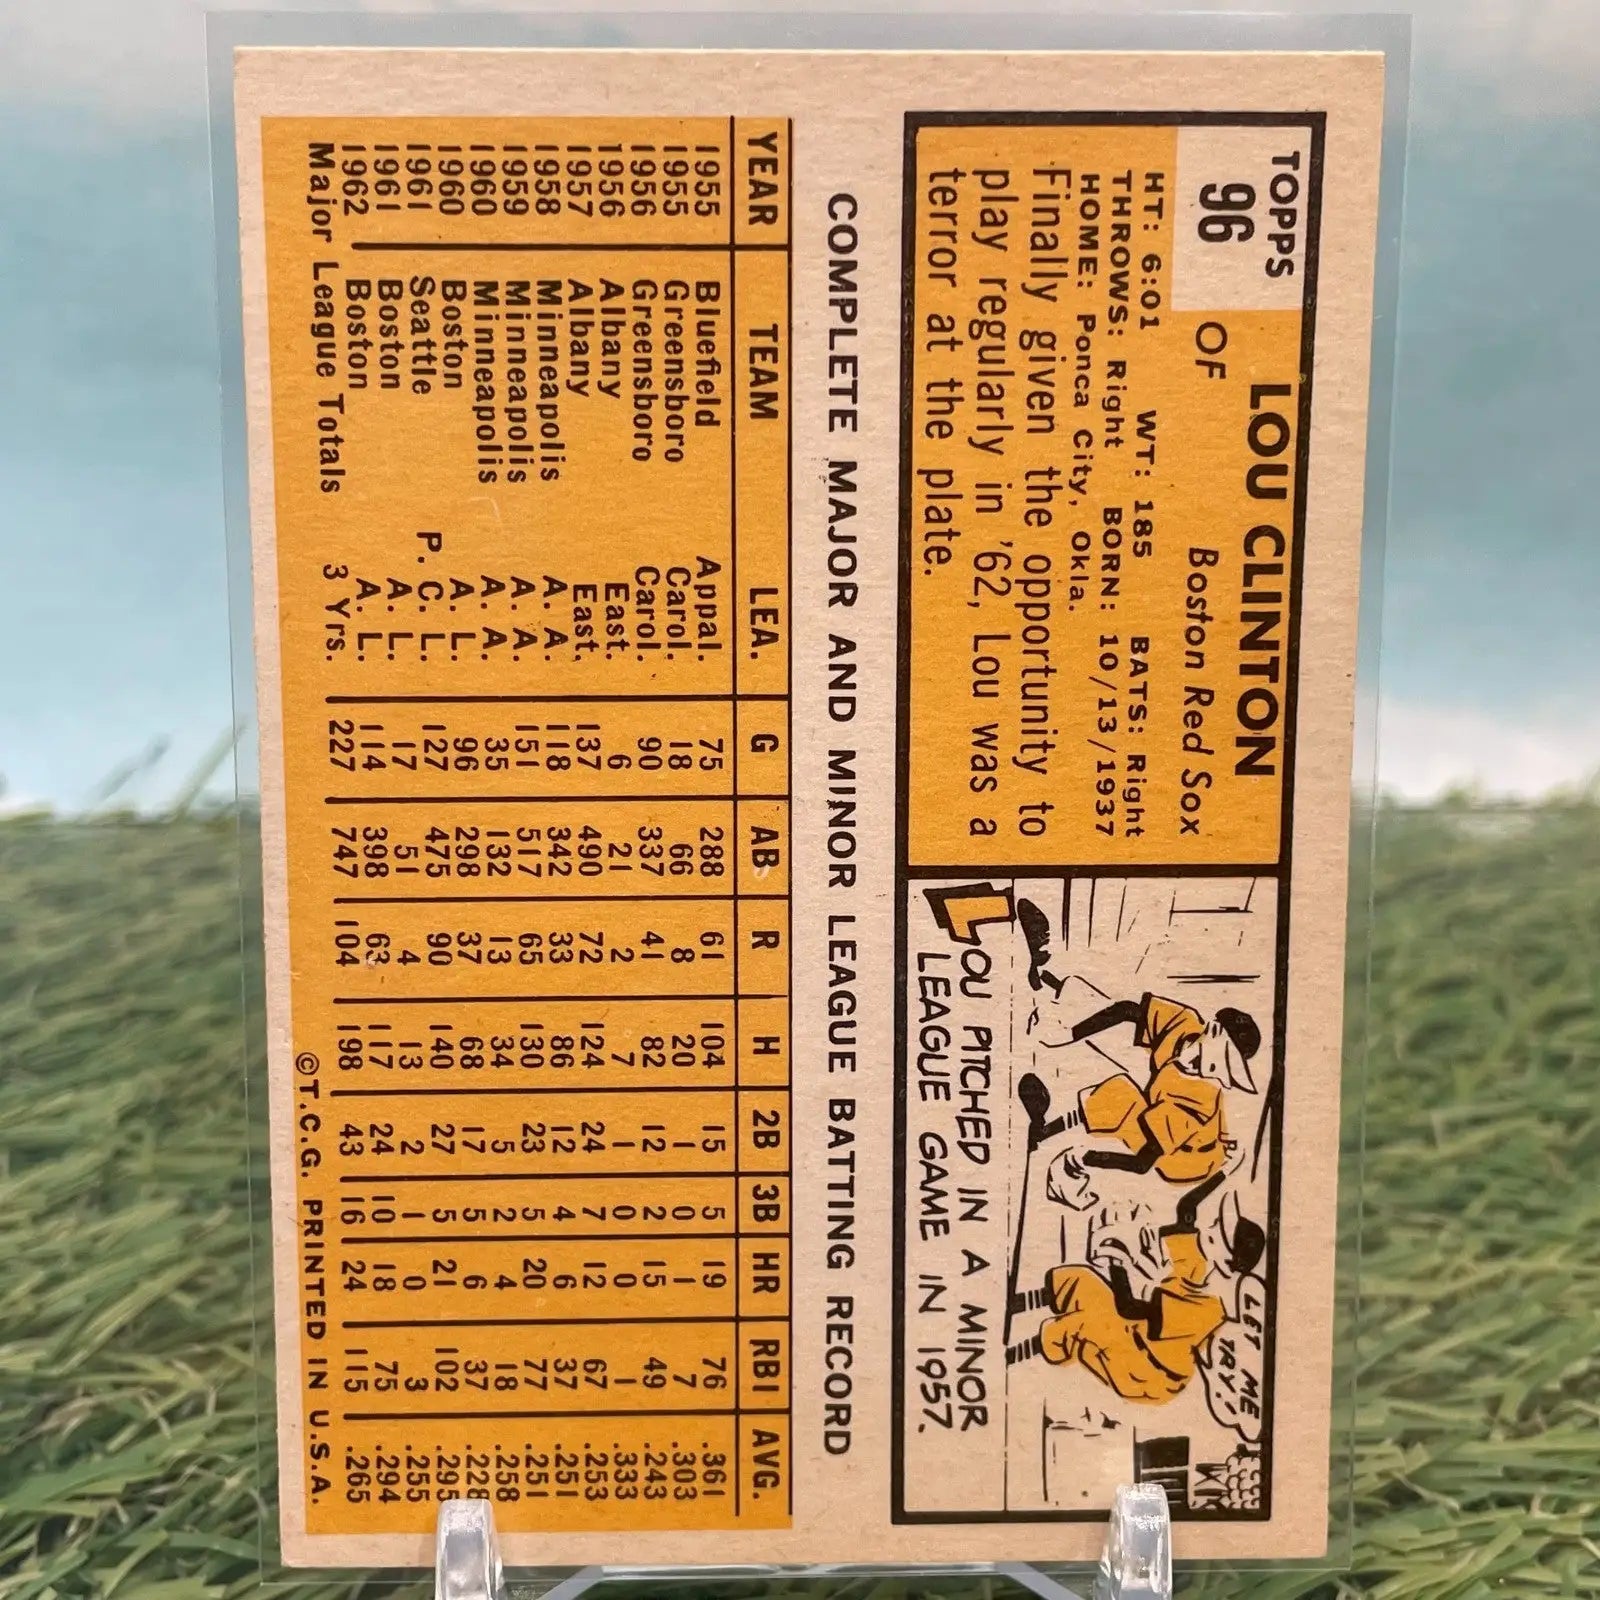 TOPPS
96
LOU CLINTON
OF Boston Red Sox
HT: 6:01 WT: 185 BATS: Right
THROWS: Right BORN: 10/13/1937
HOME: Ponca City, Okla.
Finally given the opportunity to
play regularly in '62, Lou was a
terror at the plate.
LET ME
TRY!!
LOU PITCHED IN A MINOR
LEAGUE GAME IN 1957.
COMPLETE MAJOR AND MINOR LEAGUE BATTING RECORD
YEAR TEAM LEA. G AB R H 2B 3B HR RBI AVG.
1955 Bluefield Appal. 75 288 61 104 15 5 19 76 .361
1955 Greensboro Carol. 18 66 8 20 1 0 1 7 .303
1956 Greensboro Carol. 90 337 41 82 12 2 15 49 .243
1956 Albany East. 6 21 2 7 1 0 0 1 .333
1957 Albany East. 137 490 72 124 24 7 12 67 .253
1958 Minneapolis A. A. 118 342 33 86 12 4 6 37 .251
1959 Minneapolis A. A. 151 517 65 130 23 5 20 77 .251
1960 Minneapolis A. A. 35 132 13 34 5 2 4 18 .258
1960 Boston A. L. 96 298 37 68 17 5 6 37 .228
1961 Seattle P. C. L. 127 475 90 140 27 5 21 102 .295
1961 Boston A. L. 17 51 4 13 2 1 0 3 .255
1962 Boston A. L. 114 398 63 117 24 10 18 75 .294
Major League Totals 3 Yrs. 227 747 104 198 43 16 24 115 .265
©T.C.G. PRINTED IN U.S.A.